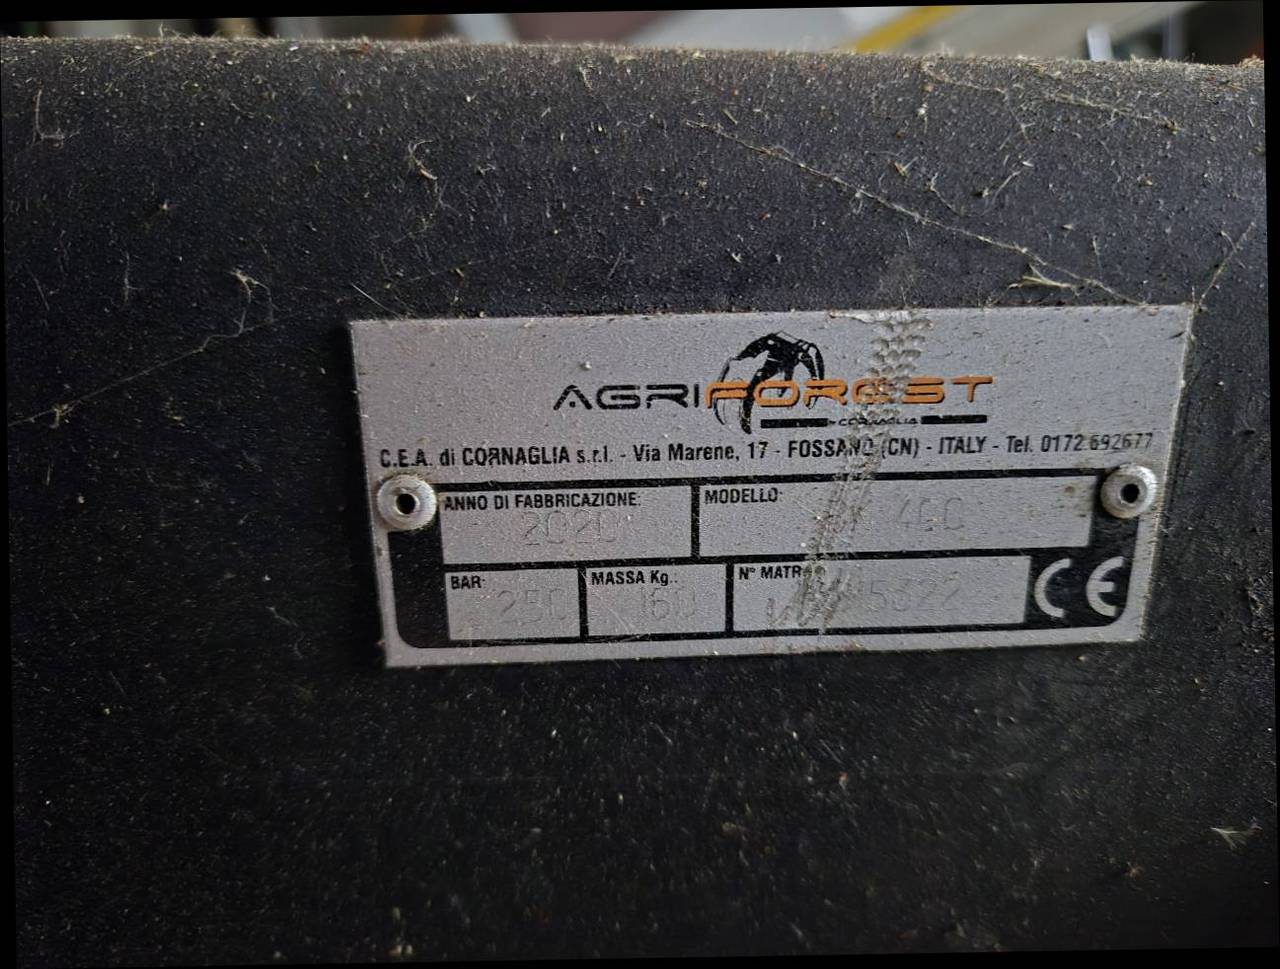 AGRIFOREST
CORNAGLIA
C.E.A. di CORNAGLIA s.r.l. - Via Marene, 17 - FOSSANO (CN) - ITALY - Tel. 0172 692677
ANNO DI FABBRICAZIONE: MODELLO:
2020
BAR: MASSA Kg.: N° MATR
250 160
CE